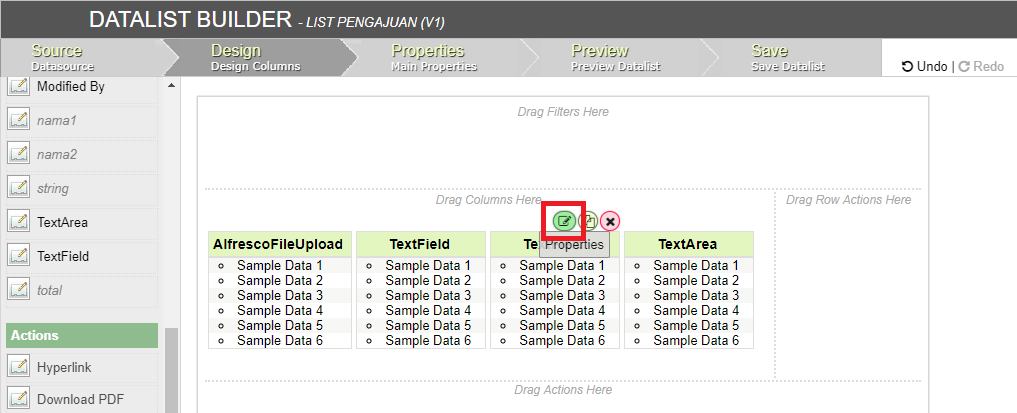 DATALIST BUILDER - LIST PENGAJUAN (V1)
Source
Datasource
Design
Design Columns
Properties
Main Properties
Preview
Preview Datalist
Save
Save Datalist
Undo | Redo
Modified By
nama1
nama2
string
TextArea
TextField
total
Actions
Hyperlink
Download PDF
Drag Filters Here
Drag Columns Here
Drag Row Actions Here
Properties
AlfrescoFileUpload
Sample Data 1
Sample Data 2
Sample Data 3
Sample Data 4
Sample Data 5
Sample Data 6
TextField
Sample Data 1
Sample Data 2
Sample Data 3
Sample Data 4
Sample Data 5
Sample Data 6
Sample Data 1
Sample Data 2
Sample Data 3
Sample Data 4
Sample Data 5
Sample Data 6
TextArea
Sample Data 1
Sample Data 2
Sample Data 3
Sample Data 4
Sample Data 5
Sample Data 6
Drag Actions Here